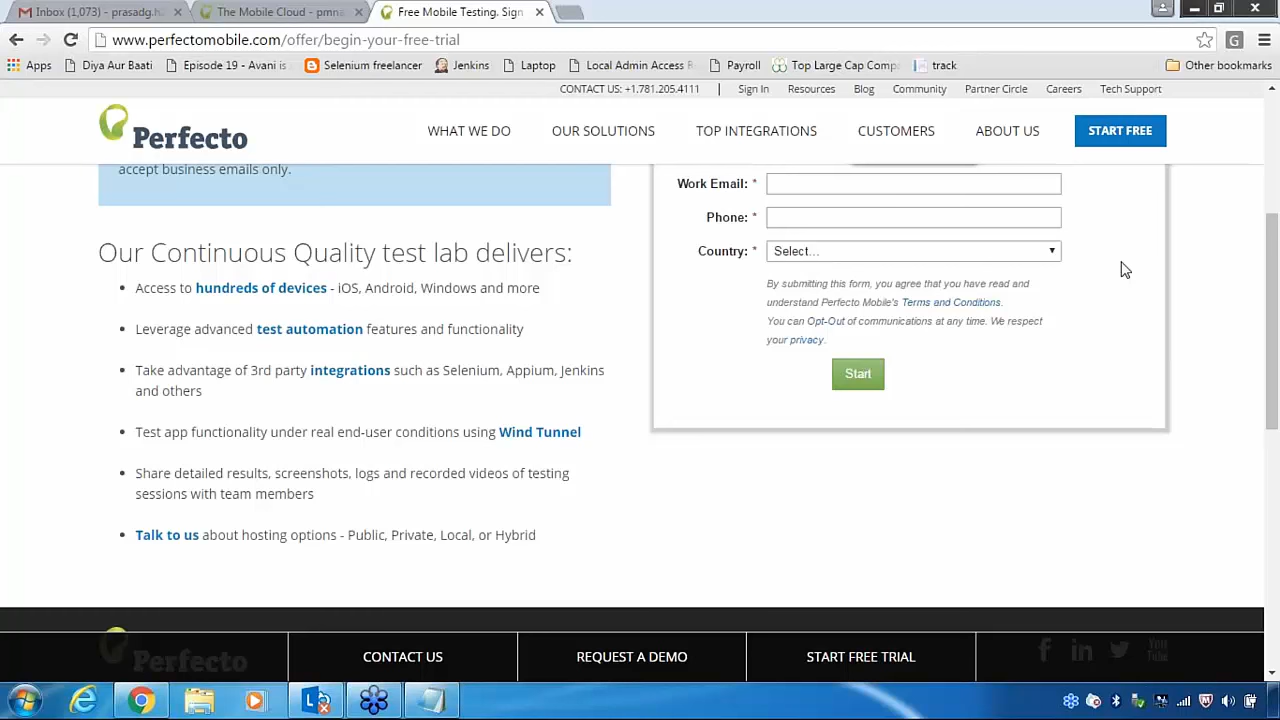 Inbox (1,073) - prasadg.h
The Mobile Cloud - pmna
Free Mobile Testing. Sign
www.perfectomobile.com/offer/begin-your-free-trial
Apps Diya Aur Baati Episode 19 - Avani is Selenium freelancer Jenkins Laptop Local Admin Access R Payroll Top Large Cap Comp track Other bookmarks
CONTACT US: +1.781.205.4111 | Sign In Resources Blog Community Partner Circle Careers Tech Support
Perfecto WHAT WE DO OUR SOLUTIONS TOP INTEGRATIONS CUSTOMERS ABOUT US START FREE
accept business emails only.
Our Continuous Quality test lab delivers:
• Access to hundreds of devices - iOS, Android, Windows and more
• Leverage advanced test automation features and functionality
• Take advantage of 3rd party integrations such as Selenium, Appium, Jenkins
and others
• Test app functionality under real end-user conditions using Wind Tunnel
• Share detailed results, screenshots, logs and recorded videos of testing
sessions with team members
• Talk to us about hosting options - Public, Private, Local, or Hybrid
Work Email: *
Phone: *
Country: * Select...
By submitting this form, you agree that you have read and
understand Perfecto Mobile's Terms and Conditions.
You can Opt-Out of communications at any time. We respect
your privacy.
Start
Perfecto CONTACT US REQUEST A DEMO START FREE TRIAL